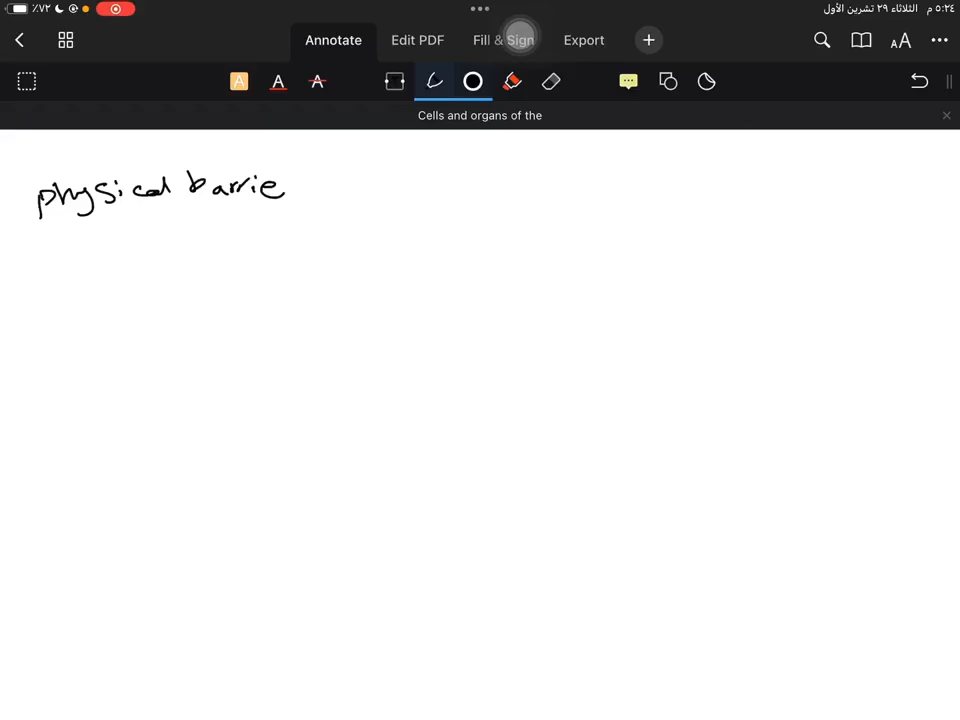 ٪٧٢ ٥:٢٤ م الثلاثاء ٢٩ تشرين الأول
Annotate Edit PDF Fill & Sign Export
A A A AA
Cells and organs of the
physical barrie